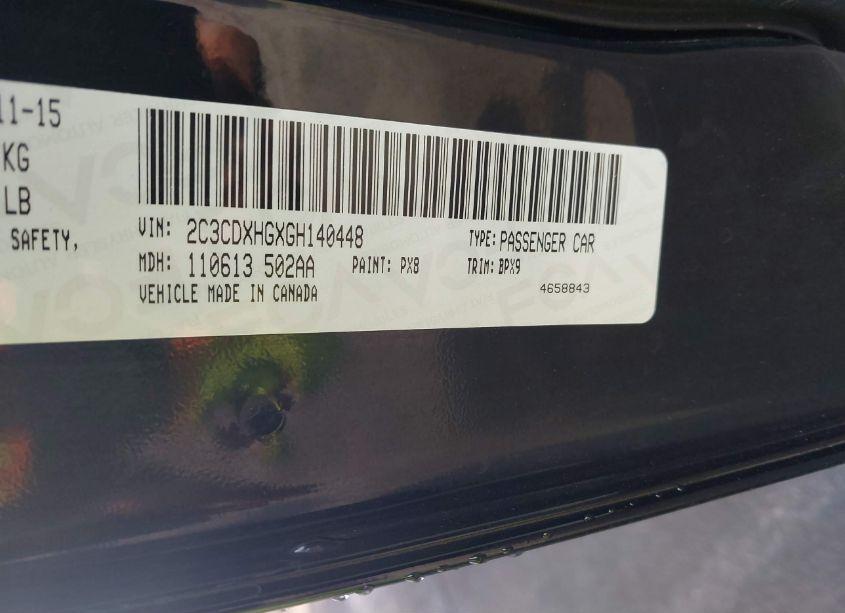 11-15
KG
LB
SAFETY,
VIN: 2C3CDXHGXGH140448 TYPE: PASSENGER CAR
MDH: 110613 502AA PAINT: PX8 TRIM: BPX9
VEHICLE MADE IN CANADA 4658843